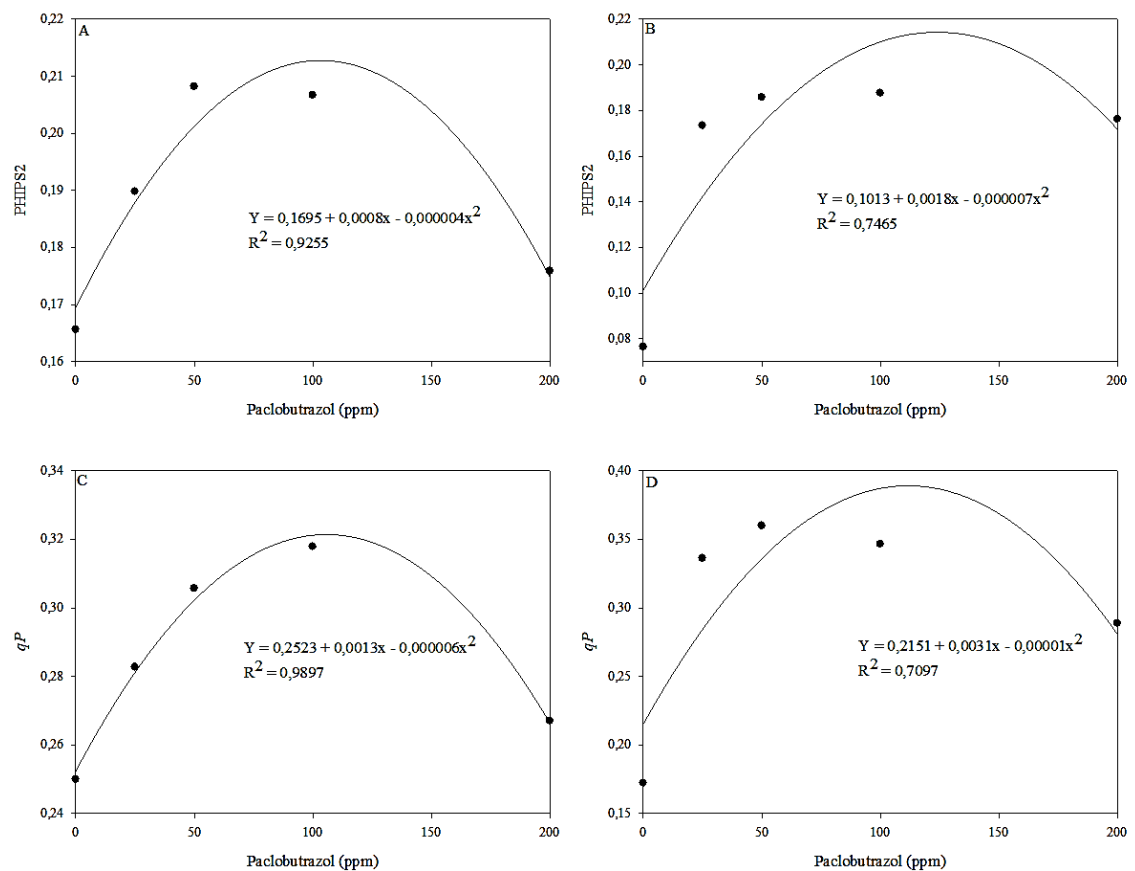 A
0,22
0,21
0,20
0,19
0,18
0,17
0,16
PHIPS2
Y = 0,1695 + 0,0008x - 0,000004x²
R² = 0,9255
0 50 100 150 200
Paclobutrazol (ppm)
B
0,22
0,20
0,18
0,16
0,14
0,12
0,10
0,08
PHIPS2
Y = 0,1013 + 0,0018x - 0,000007x²
R² = 0,7465
0 50 100 150 200
Paclobutrazol (ppm)
C
0,34
0,32
0,30
0,28
0,26
0,24
qP
Y = 0,2523 + 0,0013x - 0,000006x²
R² = 0,9897
0 50 100 150 200
Paclobutrazol (ppm)
D
0,40
0,35
0,30
0,25
0,20
0,15
qP
Y = 0,2151 + 0,0031x - 0,00001x²
R² = 0,7097
0 50 100 150 200
Paclobutrazol (ppm)